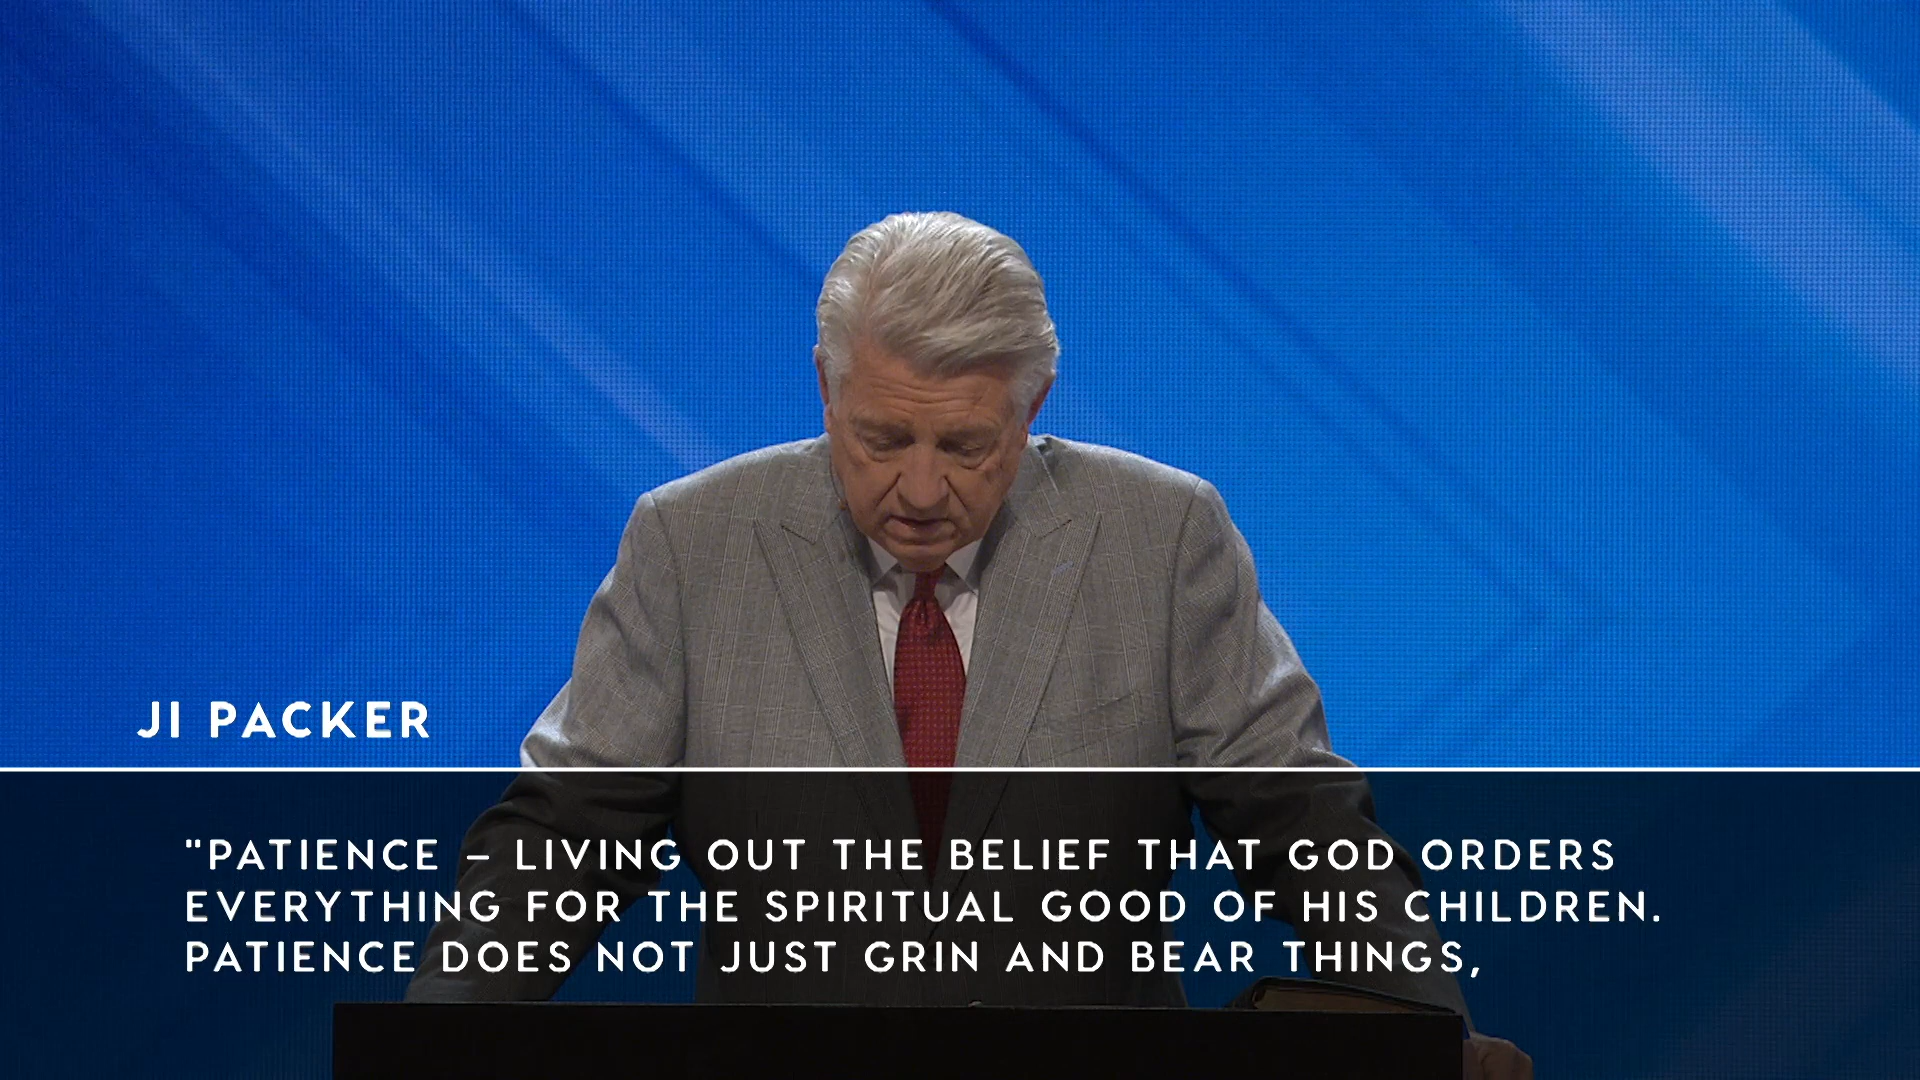 JI PACKER
"PATIENCE – LIVING OUT THE BELIEF THAT GOD ORDERS
EVERYTHING FOR THE SPIRITUAL GOOD OF HIS CHILDREN.
PATIENCE DOES NOT JUST GRIN AND BEAR THINGS,